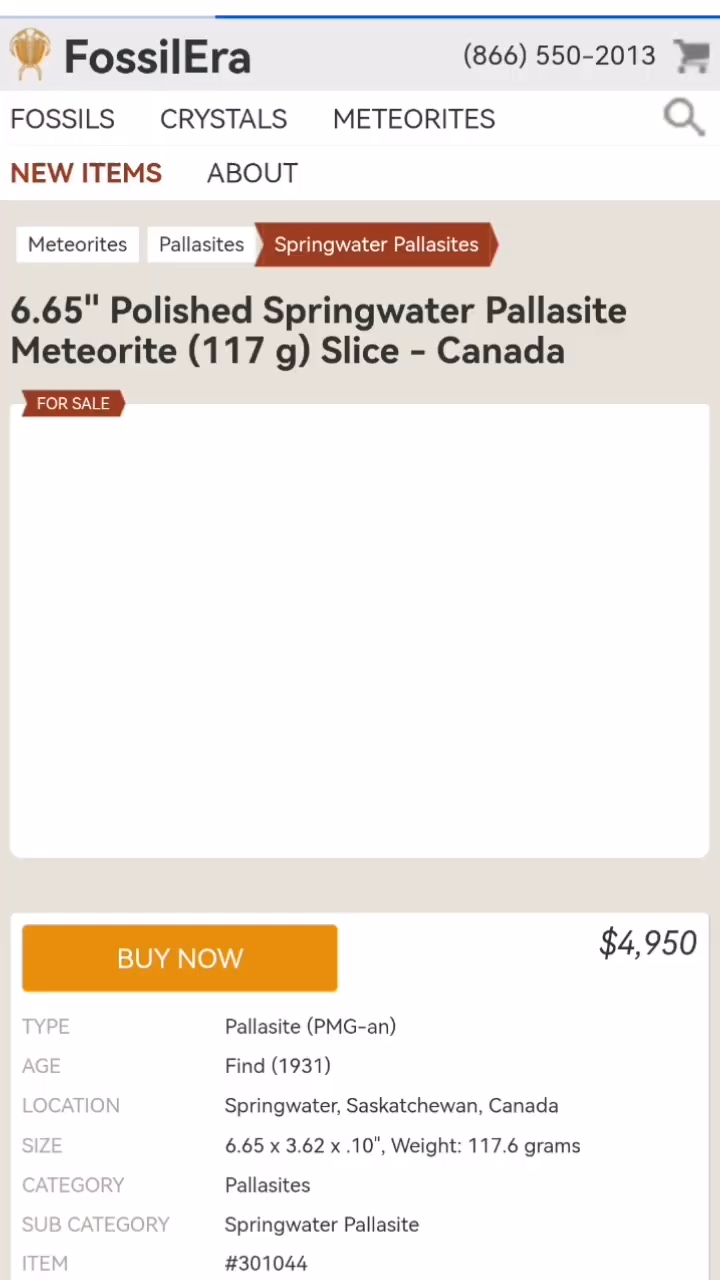 FossilEra
(866) 550-2013
FOSSILS CRYSTALS METEORITES
NEW ITEMS ABOUT
Meteorites Pallasites Springwater Pallasites
6.65" Polished Springwater Pallasite
Meteorite (117 g) Slice - Canada
FOR SALE
BUY NOW $4,950
TYPE Pallasite (PMG-an)
AGE Find (1931)
LOCATION Springwater, Saskatchewan, Canada
SIZE 6.65 x 3.62 x .10", Weight: 117.6 grams
CATEGORY Pallasites
SUB CATEGORY Springwater Pallasite
ITEM #301044